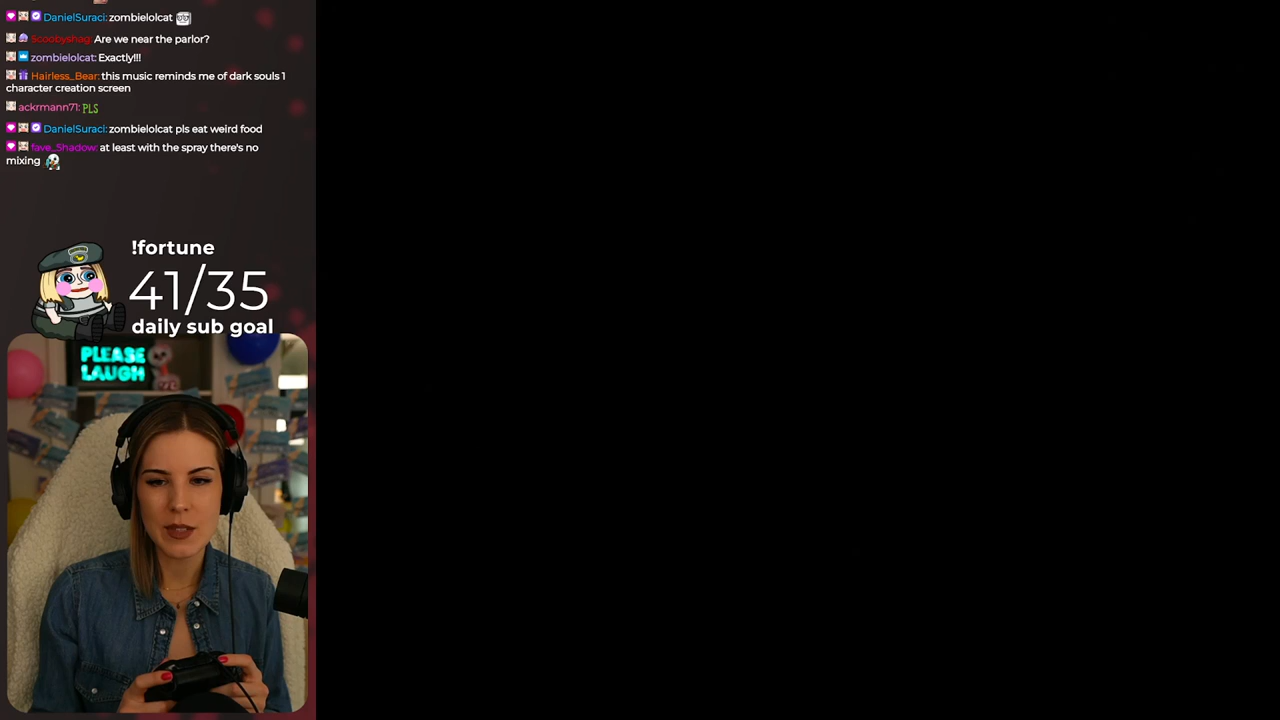 DanielSuraci: zombielolcat
Scoobyshag: Are we near the parlor?
zombielolcat: Exactly!!!
Hairless_Bear: this music reminds me of dark souls 1
character creation screen
ackrmann71: PLS
DanielSuraci: zombielolcat pls eat weird food
fave_Shadow: at least with the spray there's no
mixing
!fortune
41/35
daily sub goal
PLEASE
LAUGH